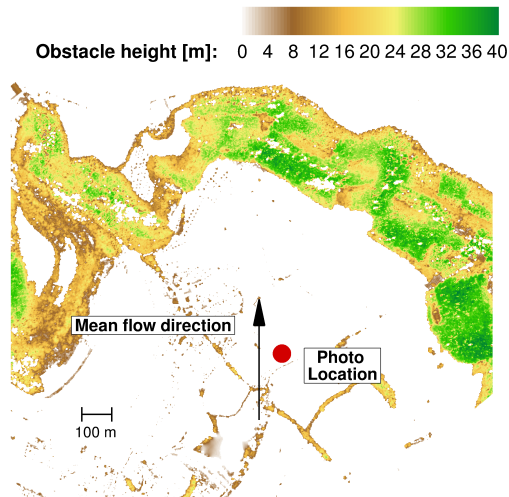 Obstacle height [m]: 0 4 8 12 16 20 24 28 32 36 40
Mean flow direction
Photo
Location
100 m